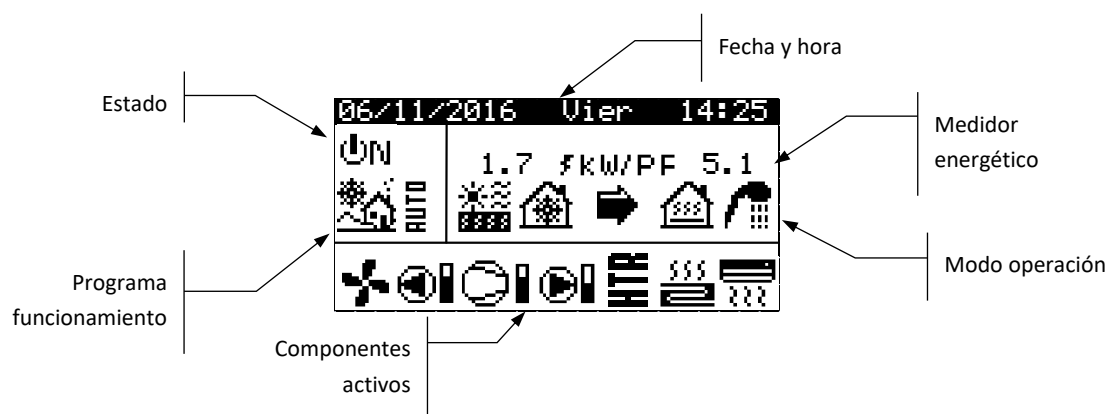 Fecha y hora
Estado
06/11/2016 Vier 14:25
Medidor
energético
ON
1.7 kW/PF 5.1
AUTO
Modo operación
Programa
funcionamiento
HTR
Componentes
activos